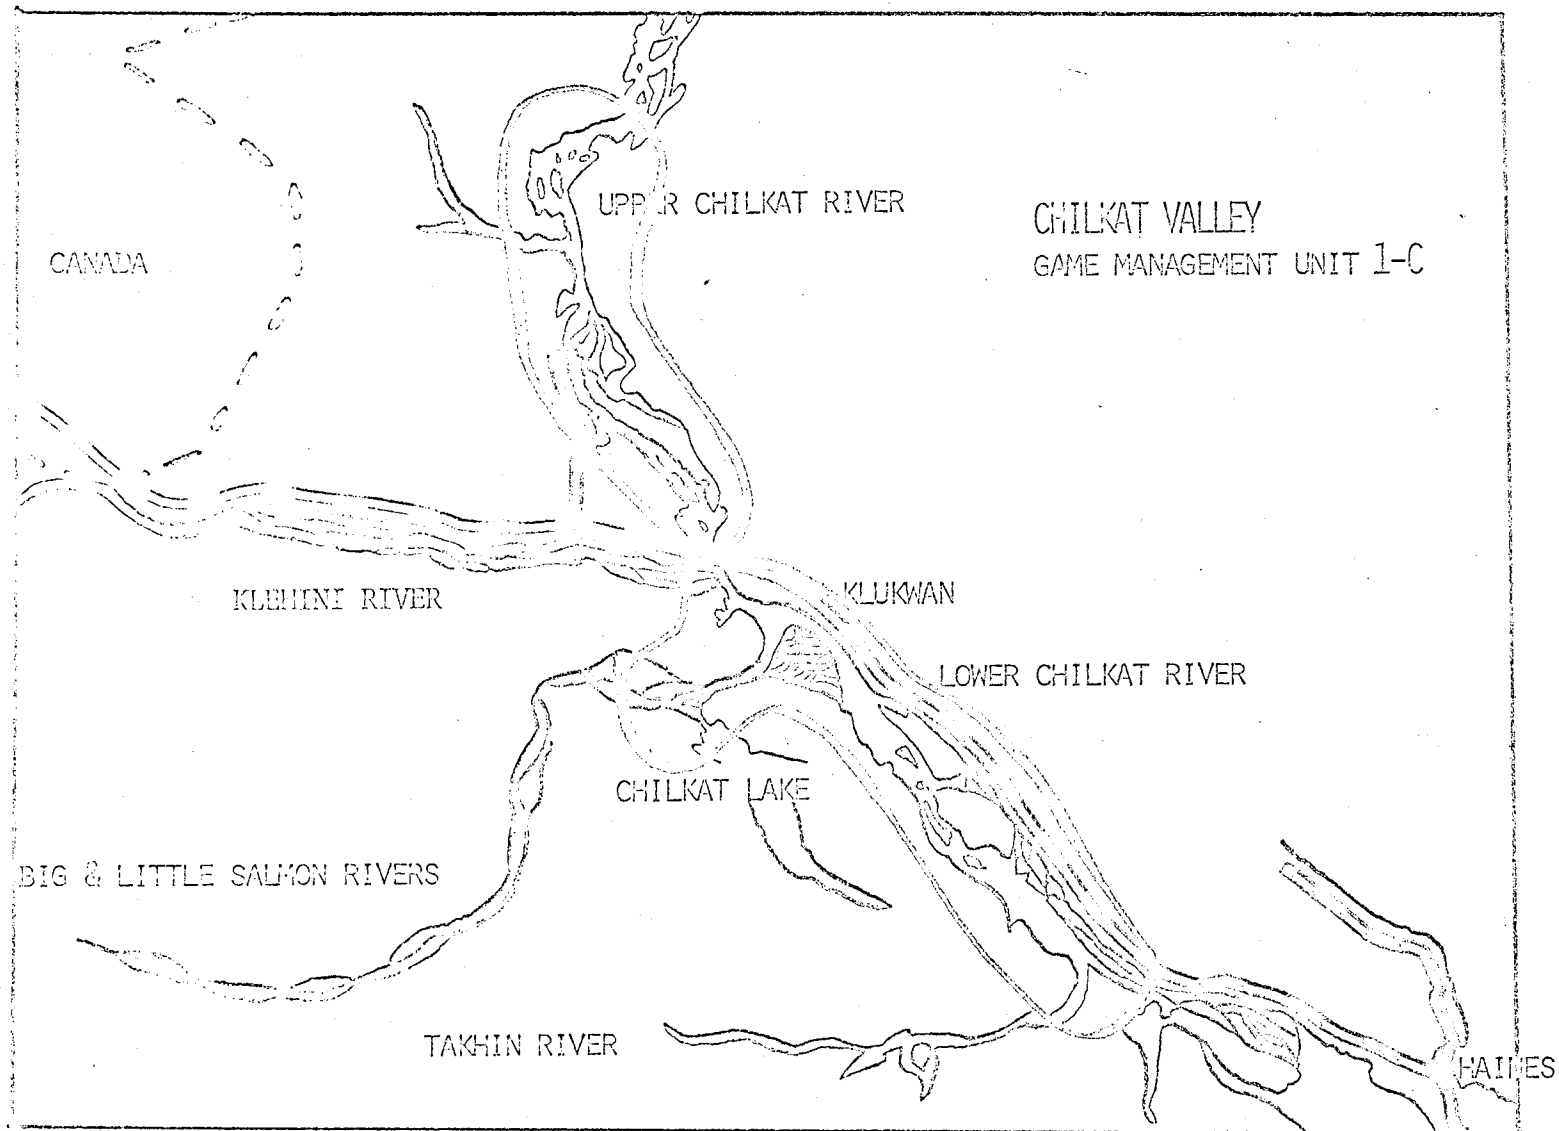 UPPER CHILKAT RIVER
CHILKAT VALLEY
GAME MANAGEMENT UNIT 1-C
CANADA
KLEHINI RIVER
KLUKWAN
LOWER CHILKAT RIVER
CHILKAT LAKE
BIG & LITTLE SALMON RIVERS
TAKHIN RIVER
HAINES